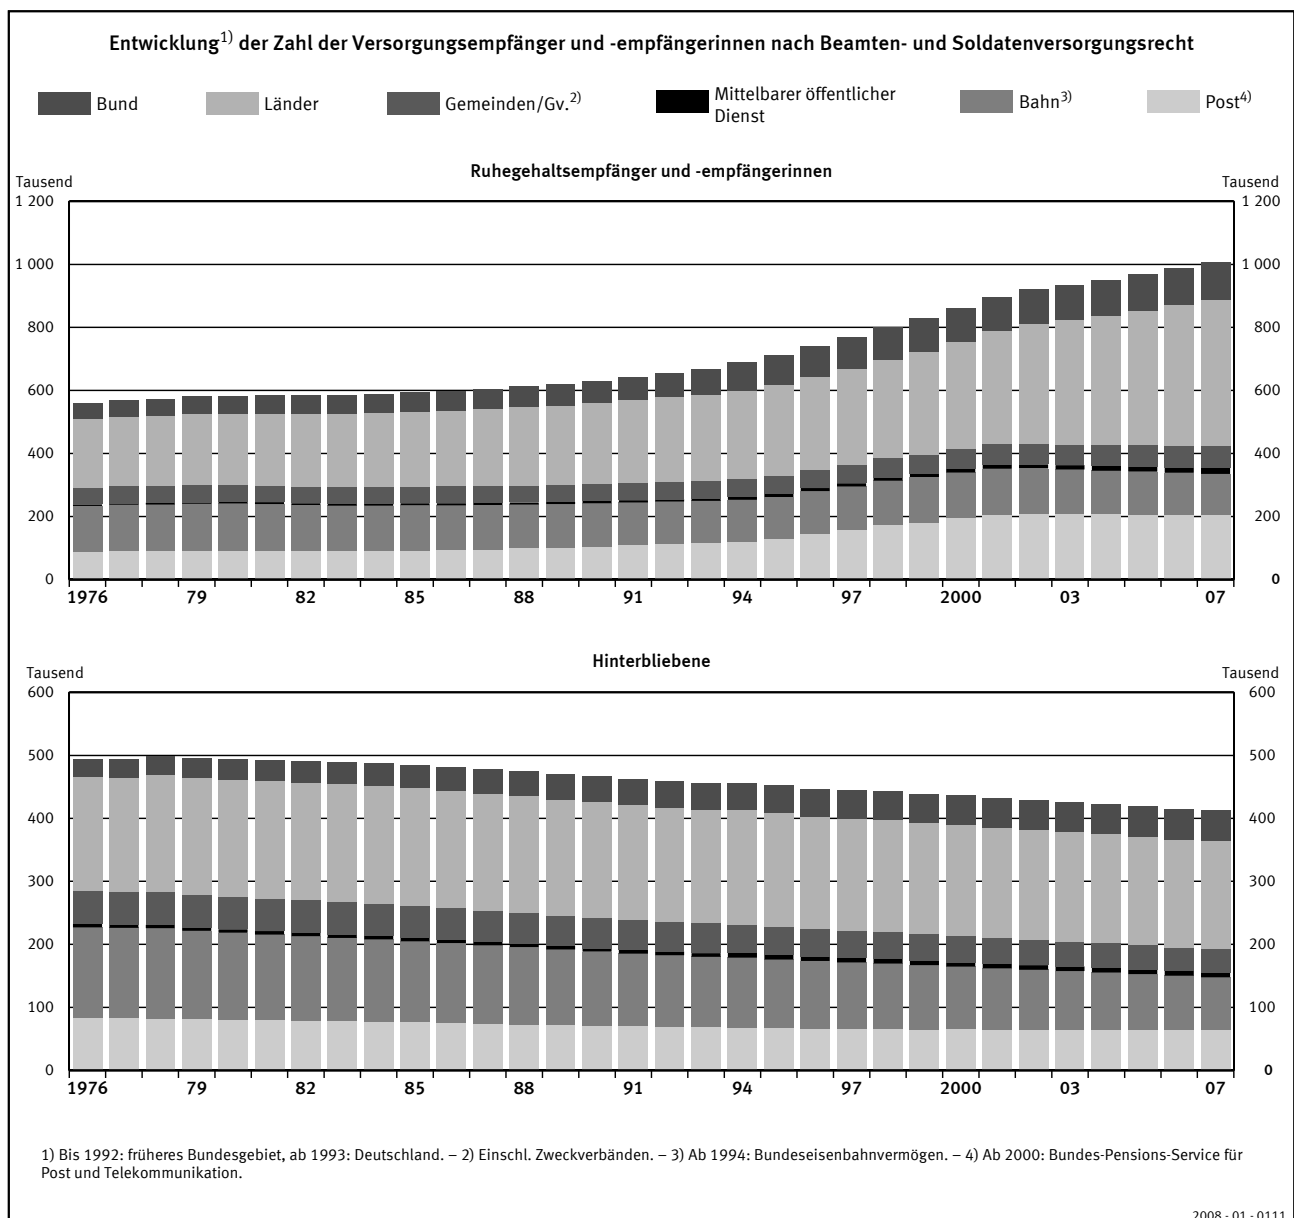 Entwicklung1) der Zahl der Versorgungsempfänger und -empfängerinnen nach Beamten- und Soldatenversorgungsrecht
Bund
Länder
Gemeinden/Gv.2)
Mittelbarer öffentlicher
Dienst
Bahn3)
Post4)
Ruhegehaltsempfänger und -empfängerinnen
Tausend
Tausend
1 200
1 200
1 000
1 000
800
800
600
600
400
400
200
200
0
0
1976 79 82 85 88 91 94 97 2000 03 07
Hinterbliebene
Tausend
Tausend
600
600
500
500
400
400
300
300
200
200
100
100
0
0
1976 79 82 85 88 91 94 97 2000 03 07
1) Bis 1992: früheres Bundesgebiet, ab 1993: Deutschland. – 2) Einschl. Zweckverbänden. – 3) Ab 1994: Bundeseisenbahnvermögen. – 4) Ab 2000: Bundes-Pensions-Service für
Post und Telekommunikation.
2008 - 01 - 0111